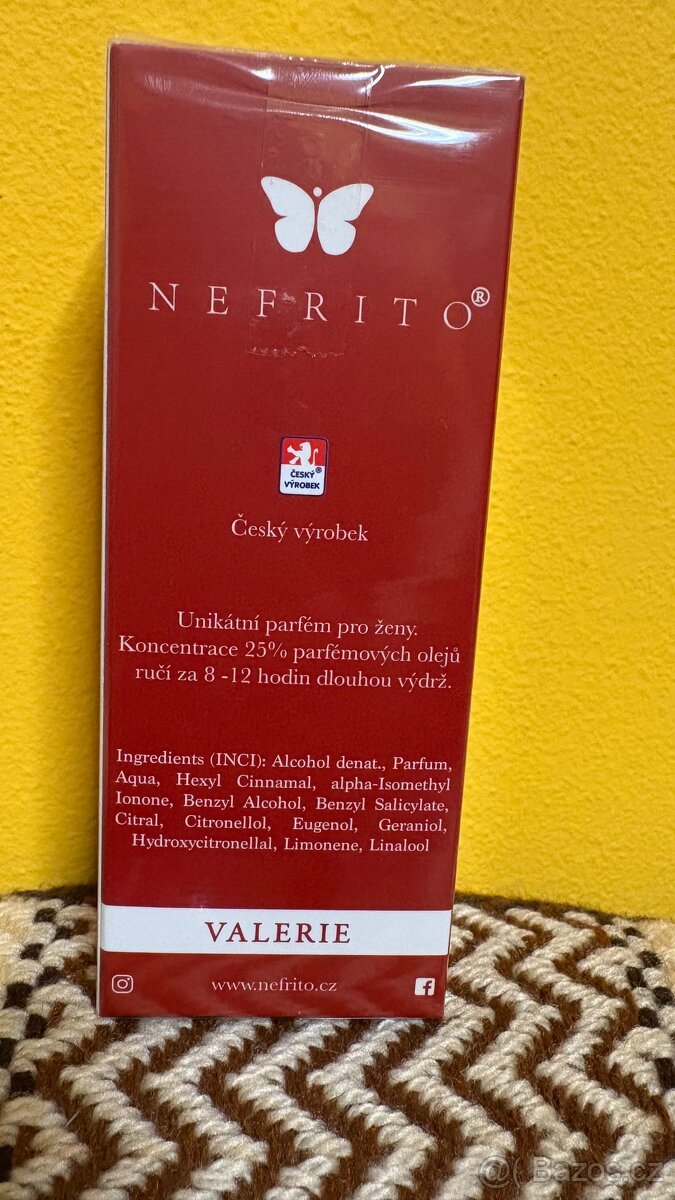 NEFRITO®
ČESKÝ®
VÝROBEK
Český výrobek
Unikátní parfém pro ženy.
Koncentrace 25% parfémových olejů
ručí za 8 -12 hodin dlouhou výdrž.
Ingredients (INCI): Alcohol denat., Parfum,
Aqua, Hexyl Cinnamal, alpha-Isomethyl
Ionone, Benzyl Alcohol, Benzyl Salicylate,
Citral, Citronellol, Eugenol, Geraniol,
Hydroxycitronellal, Limonene, Linalool
VALERIE
www.nefrito.cz
Bazos.cz